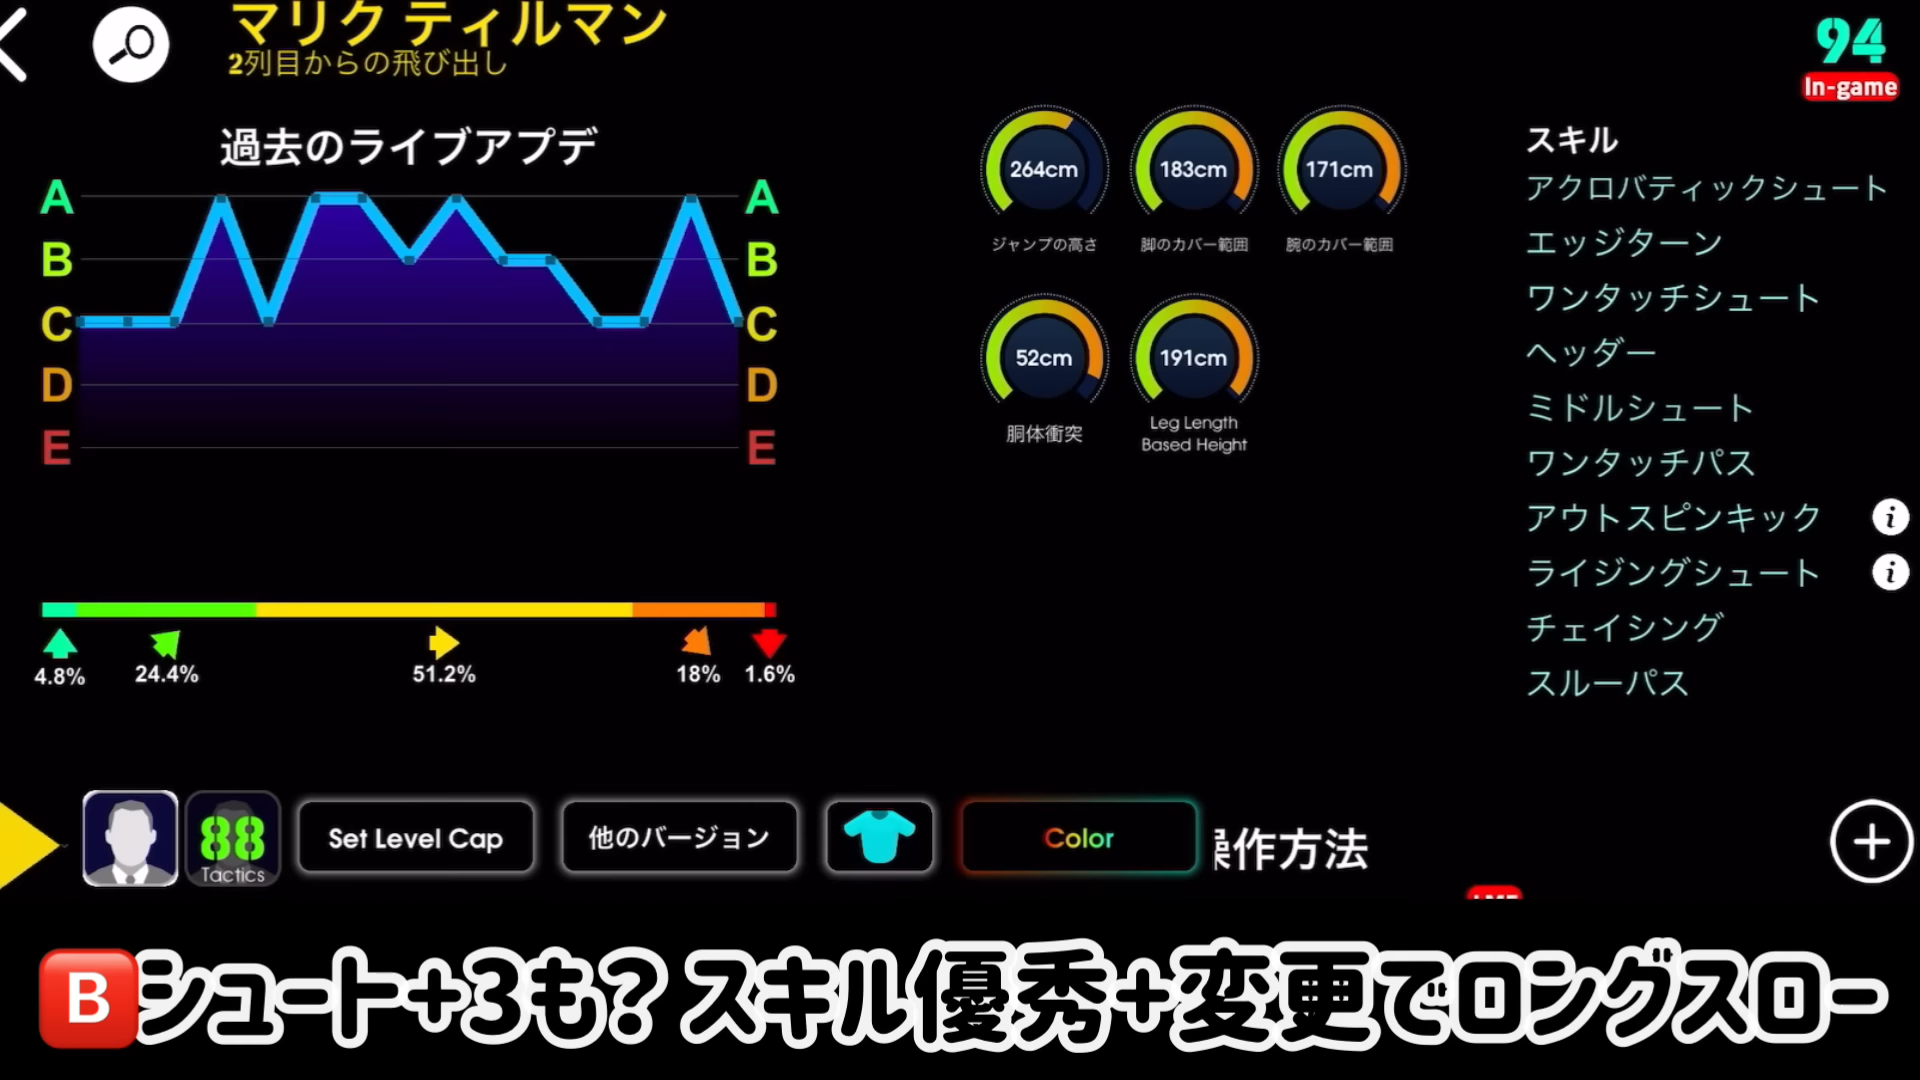 マリク ティルマン
2列目からの飛び出し
94
In-game
過去のライブアプデ
A
B
C
D
E
A
B
C
D
E
4.8%
24.4%
51.2%
18%
1.6%
264cm
ジャンプの高さ
183cm
脚のカバー範囲
171cm
腕のカバー範囲
52cm
胴体衝突
191cm
Leg Length
Based Height
スキル
アクロバティックシュート
エッジターン
ワンタッチシュート
ヘッダー
ミドルシュート
ワンタッチパス
アウトスピンキック
i
ライジングシュート
i
チェイシング
スルーパス
88
Tactics
Set Level Cap
他のバージョン
Color
操作方法
Bシュート+3も?スキル優秀+変更でロングスロー